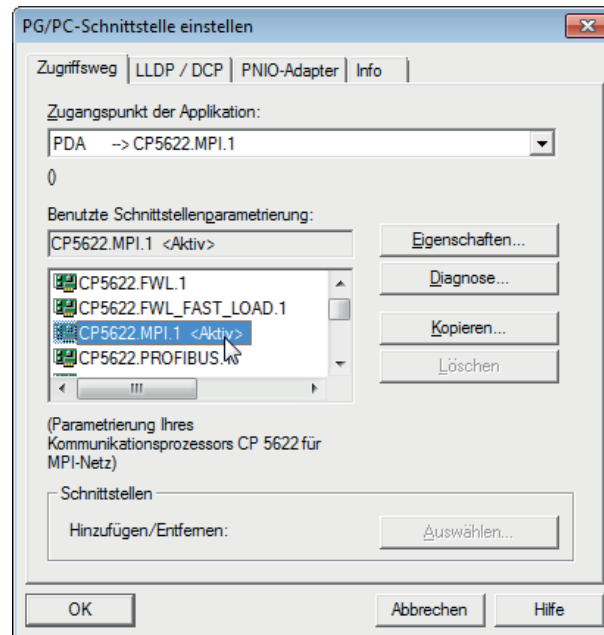 PG/PC-Schnittstelle einstellen
Zugriffsweg LLDP / DCP PNIO-Adapter Info
Zugangspunkt der Applikation:
PDA --> CP5622.MPI.1
()
Benutzte Schnittstellenparametrierung:
CP5622.MPI.1 <Aktiv>
Eigenschaften...
CP5622.FWL.1
Diagnose...
CP5622.FWL_FAST_LOAD.1
CP5622.MPI.1 <Aktiv>
Kopieren...
CP5622.PROFIBUS.
Löschen
(Parametrierung Ihres
Kommunikationsprozessors CP 5622 für
MPI-Netz)
Schnittstellen
Hinzufügen/Entfernen:
Auswählen...
OK Abbrechen Hilfe